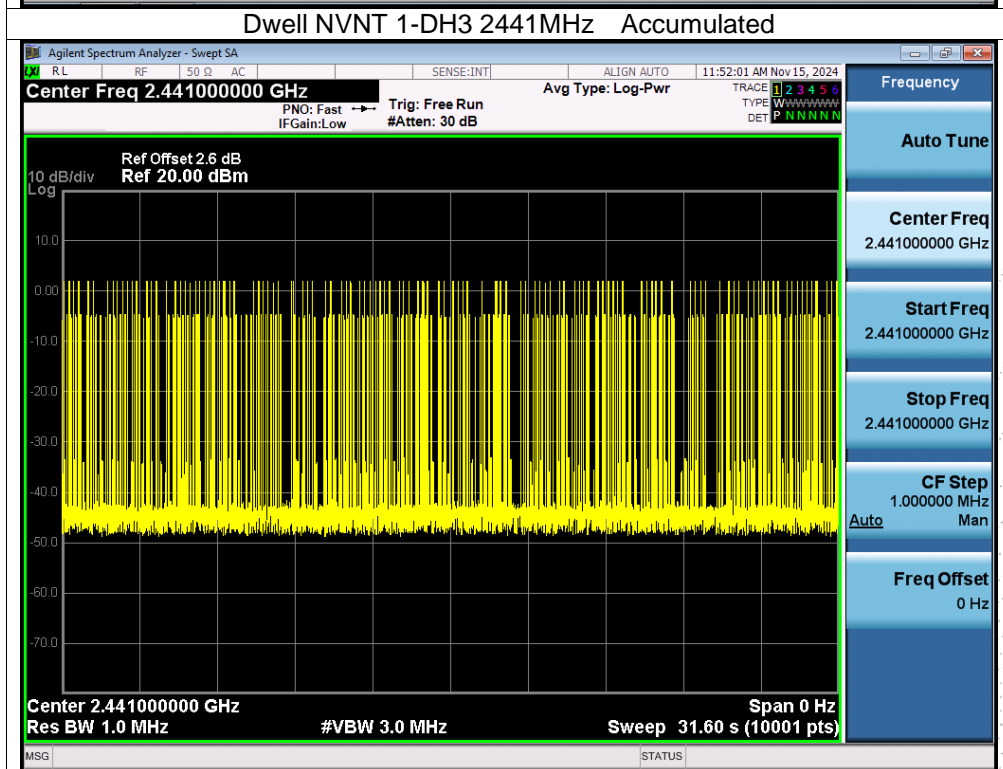 Dwell NVNT 1-DH3 2441MHz Accumulated
Agilent Spectrum Analyzer - Swept SA
LXI RL RF 50 Ω AC SENSE:INT ALIGN AUTO 11:52:01 AM Nov 15, 2024
Center Freq 2.441000000 GHz
PNO: Fast
IFGain:Low
Trig: Free Run
#Atten: 30 dB
Avg Type: Log-Pwr
TRACE 1 2 3 4 5 6
TYPE WWWWWWW
DET P N N N N N
Frequency
Auto Tune
Center Freq
2.441000000 GHz
Start Freq
2.441000000 GHz
Stop Freq
2.441000000 GHz
CF Step
1.000000 MHz
Auto Man
Freq Offset
0 Hz
Ref Offset 2.6 dB
10 dB/div Ref 20.00 dBm
Log
10.0
0.00
-10.0
-20.0
-30.0
-40.0
-50.0
-60.0
-70.0
Center 2.441000000 GHz Span 0 Hz
Res BW 1.0 MHz #VBW 3.0 MHz Sweep 31.60 s (10001 pts)
MSG STATUS